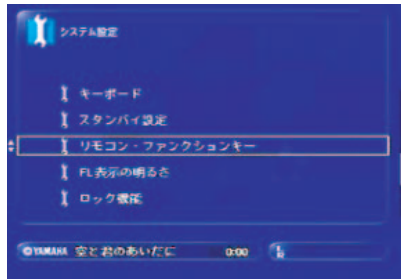 システム設定
キーボード
スタンバイ設定
リモコン・ファンクションキー
FL表示の明るさ
ロック機能
©YAMAHA 空と君のあいだに 0:00